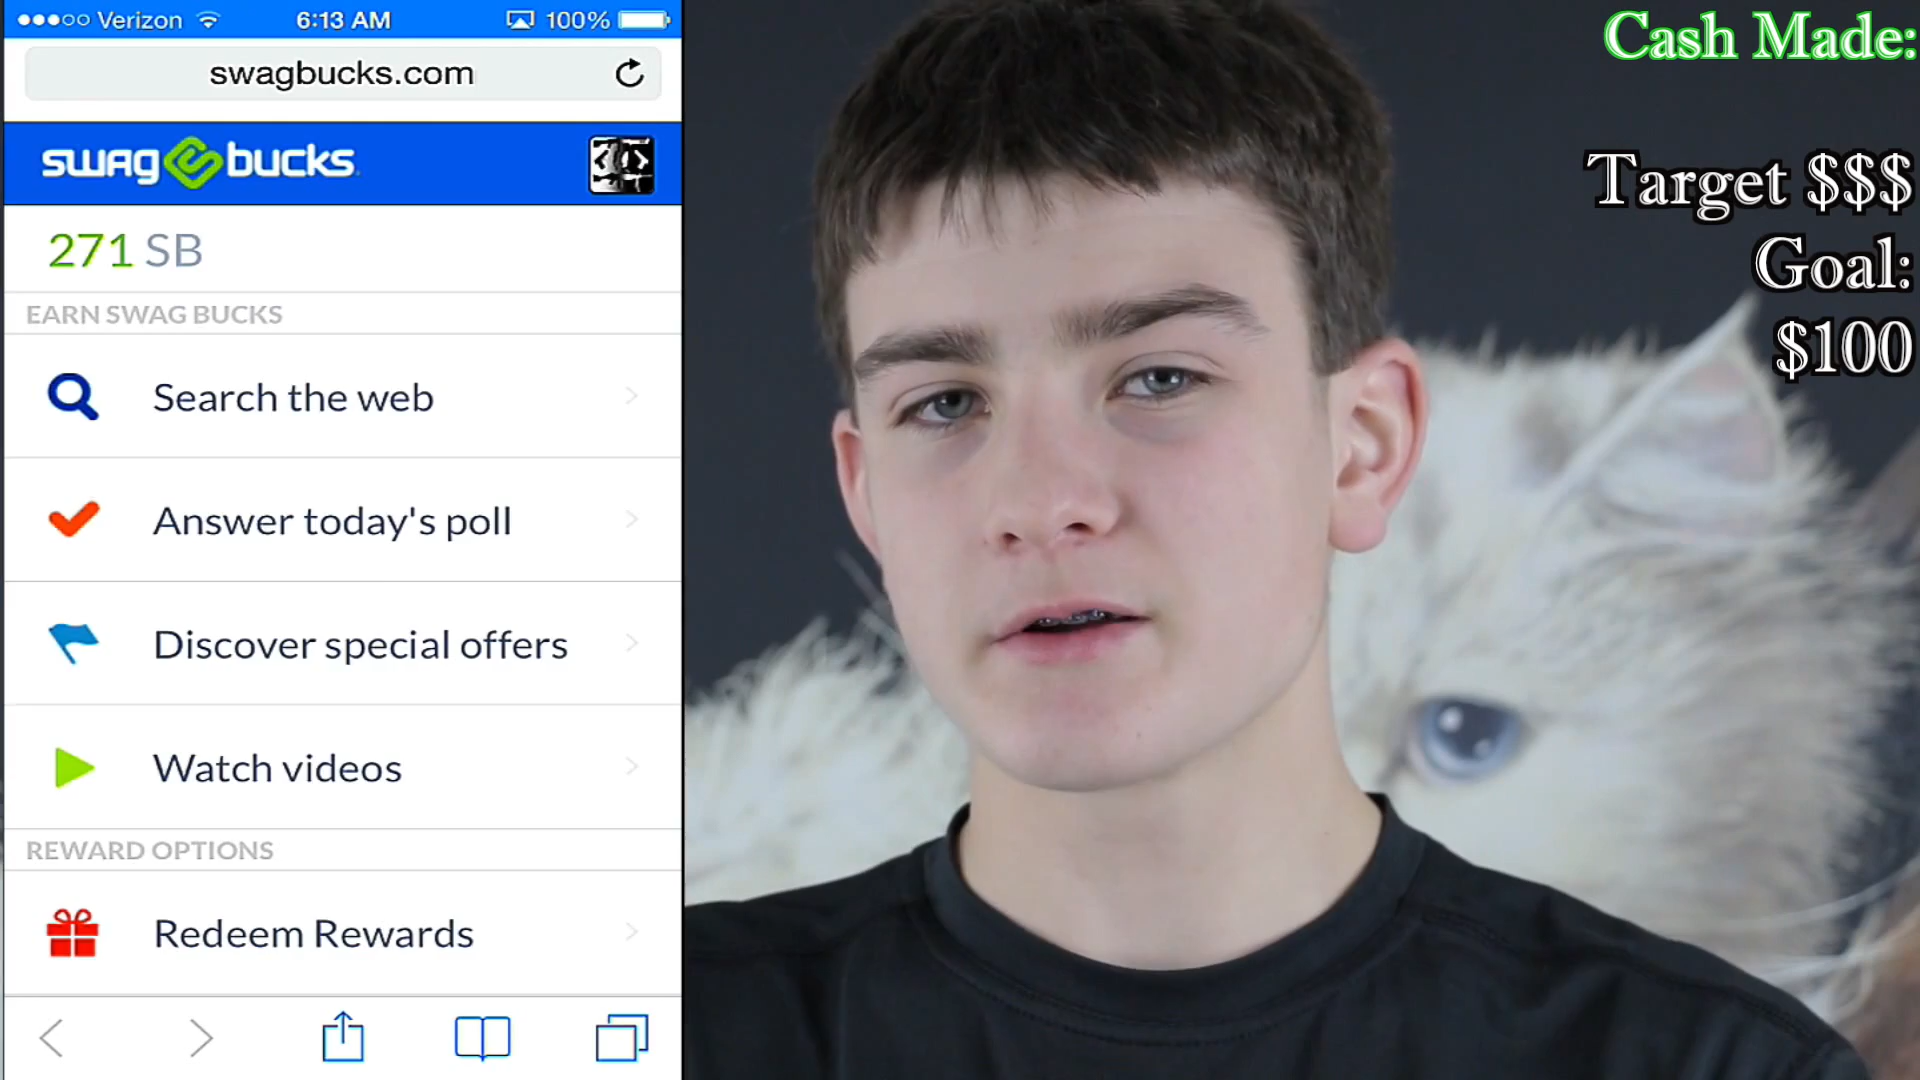 ●●●○○ Verizon 6:13 AM 100%
swagbucks.com
swagbucks
271 SB
EARN SWAG BUCKS
Search the web
Answer today's poll
Discover special offers
Watch videos
REWARD OPTIONS
Redeem Rewards
Cash Made:
Target $$$
Goal:
$100